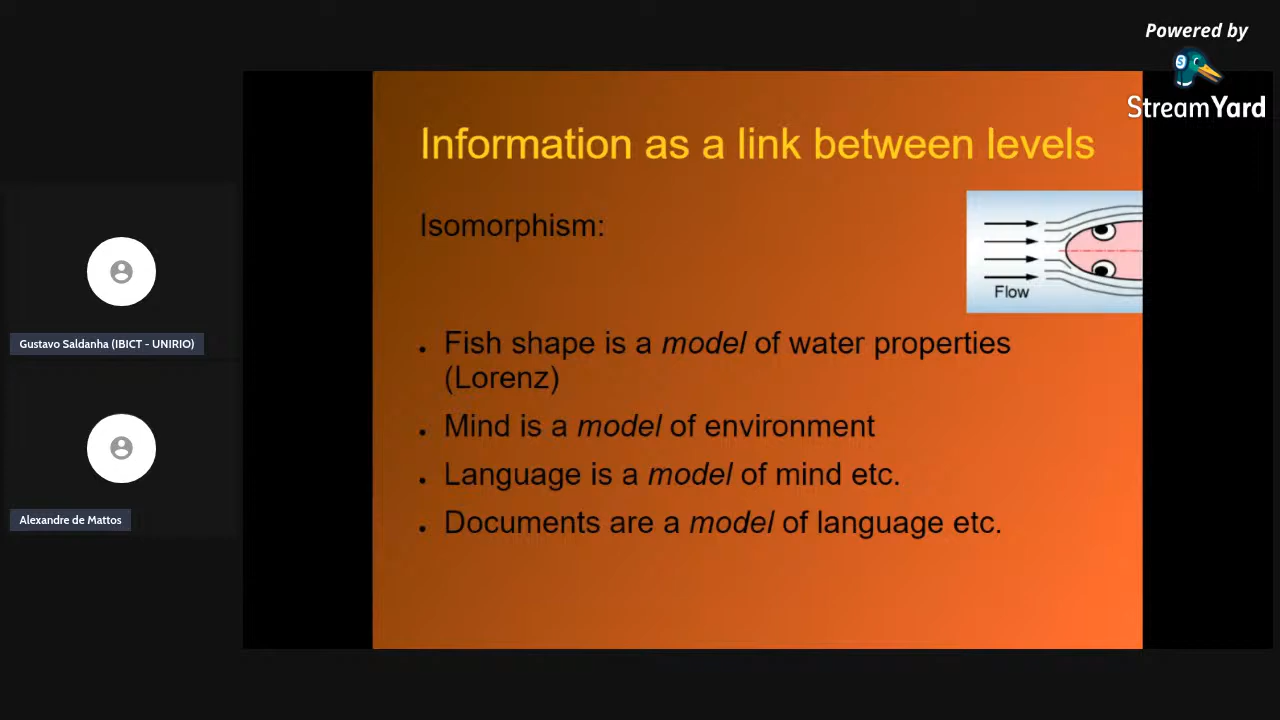 Powered by
StreamYard
Information as a link between levels
Isomorphism:
Flow
Fish shape is a model of water properties
(Lorenz)
Mind is a model of environment
Language is a model of mind etc.
Documents are a model of language etc.
Gustavo Saldanha (IBICT - UNIRIO)
Alexandre de Mattos